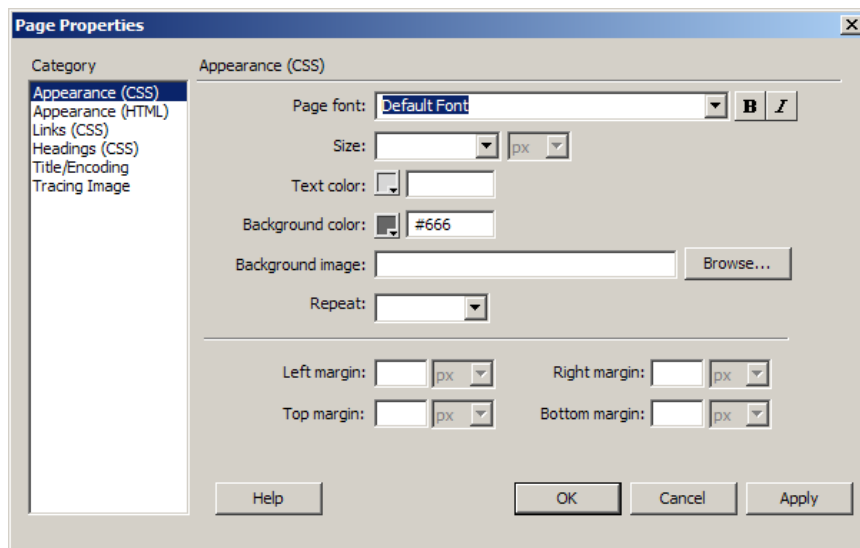 Page Properties
Category
Appearance (CSS)
Appearance (HTML)
Links (CSS)
Headings (CSS)
Title/Encoding
Tracing Image
Appearance (CSS)
Page font: Default Font B I
Size: px
Text color:
Background color: #666
Background image: Browse...
Repeat:
Left margin: px Right margin: px
Top margin: px Bottom margin: px
Help OK Cancel Apply